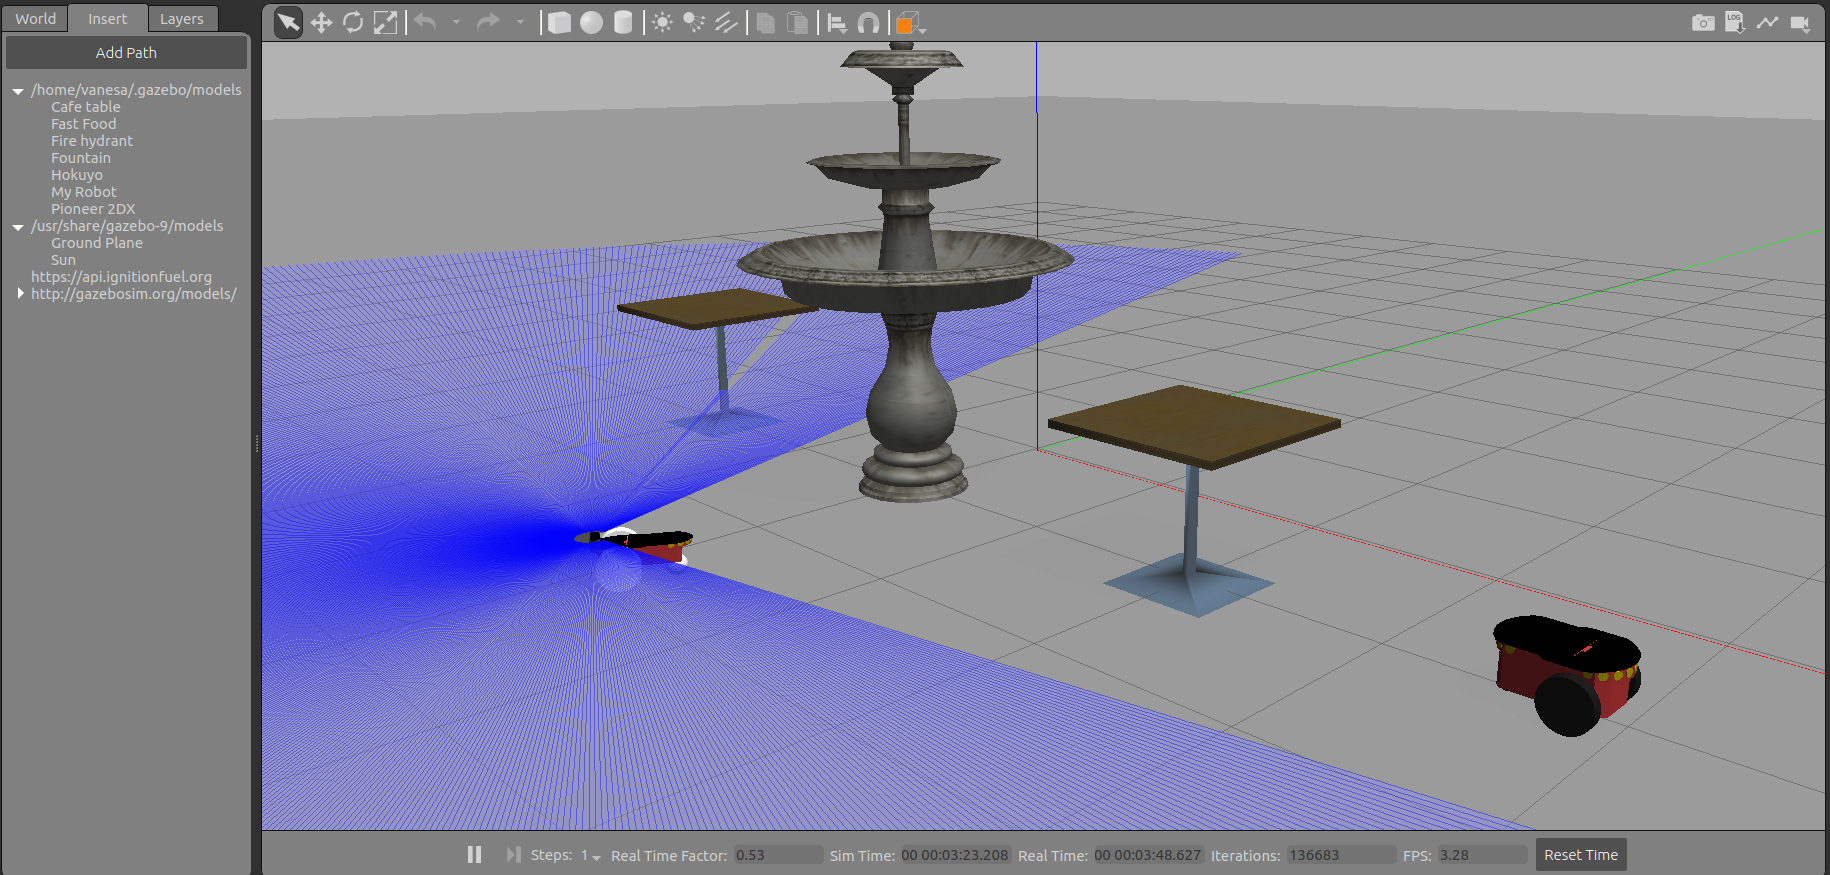 World Insert Layers
Add Path
/home/vanesa/.gazebo/models
Cafe table
Fast Food
Fire hydrant
Fountain
Hokuyo
My Robot
Pioneer 2DX
/usr/share/gazebo-9/models
Ground Plane
Sun
https://api.ignitionfuel.org
http://gazebosim.org/models/
LOG
Steps: 1 Real Time Factor: 0.53 Sim Time: 00 00:03:23.208 Real Time: 00 00:03:48.627 Iterations: 136683 FPS: 3.28 Reset Time